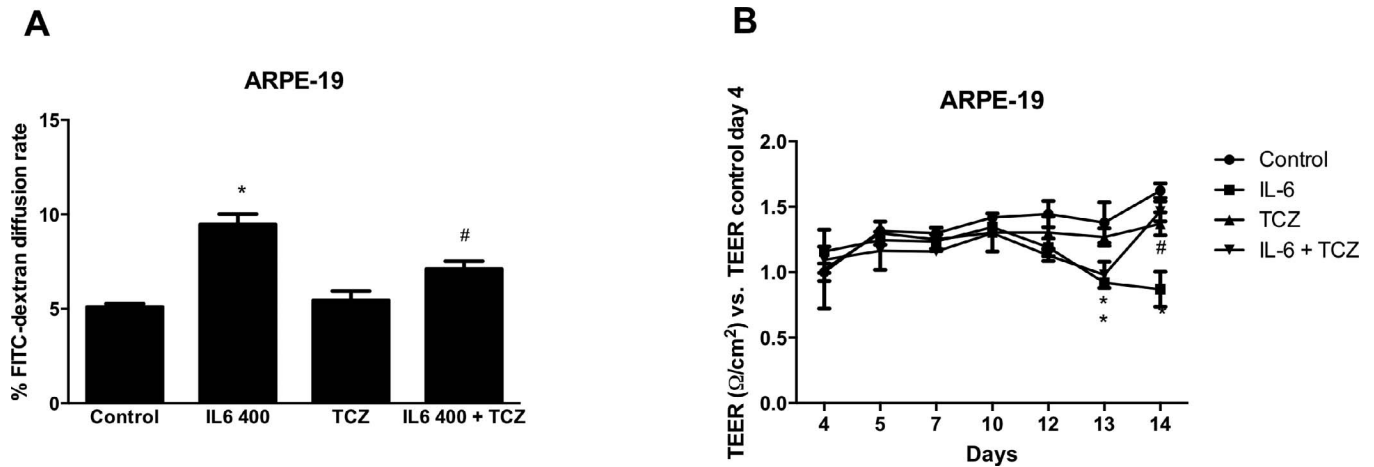 A
ARPE-19
% FITC-dextran diffusion rate
15
10
5
0
*
#
Control
IL6 400
TCZ
IL6 400 + TCZ
B
ARPE-19
TEER (Ω/cm²) vs. TEER control day 4
2.0
1.5
1.0
0.5
0.0
#
*
*
*
4
5
7
10
12
13
14
Days
Control
IL-6
TCZ
IL-6 + TCZ